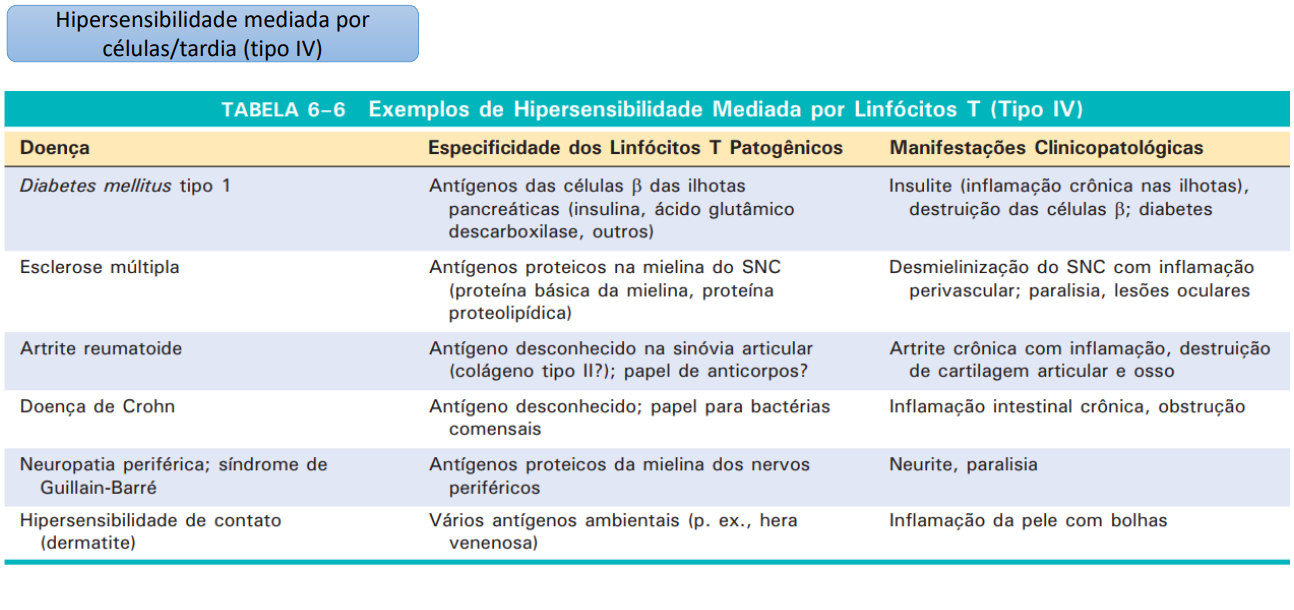 Hipersensibilidade mediada por
células/tardia (tipo IV)
TABELA 6–6 Exemplos de Hipersensibilidade Mediada por Linfócitos T (Tipo IV)
Doença Especificidade dos Linfócitos T Patogênicos Manifestações Clinicopatológicas
Diabetes mellitus tipo 1 Antígenos das células β das ilhotas Insulite (inflamação crônica nas ilhotas),
pancreáticas (insulina, ácido glutâmico destruição das células β; diabetes
descarboxilase, outros)
Esclerose múltipla Antígenos proteicos na mielina do SNC Desmielinização do SNC com inflamação
(proteína básica da mielina, proteína perivascular; paralisia, lesões oculares
proteolipídica)
Artrite reumatoide Antígeno desconhecido na sinóvia articular Artrite crônica com inflamação, destruição
(colágeno tipo II?); papel de anticorpos? de cartilagem articular e osso
Doença de Crohn Antígeno desconhecido; papel para bactérias Inflamação intestinal crônica, obstrução
comensais
Neuropatia periférica; síndrome de Antígenos proteicos da mielina dos nervos Neurite, paralisia
Guillain-Barré periféricos
Hipersensibilidade de contato Vários antígenos ambientais (p. ex., hera Inflamação da pele com bolhas
(dermatite) venenosa)